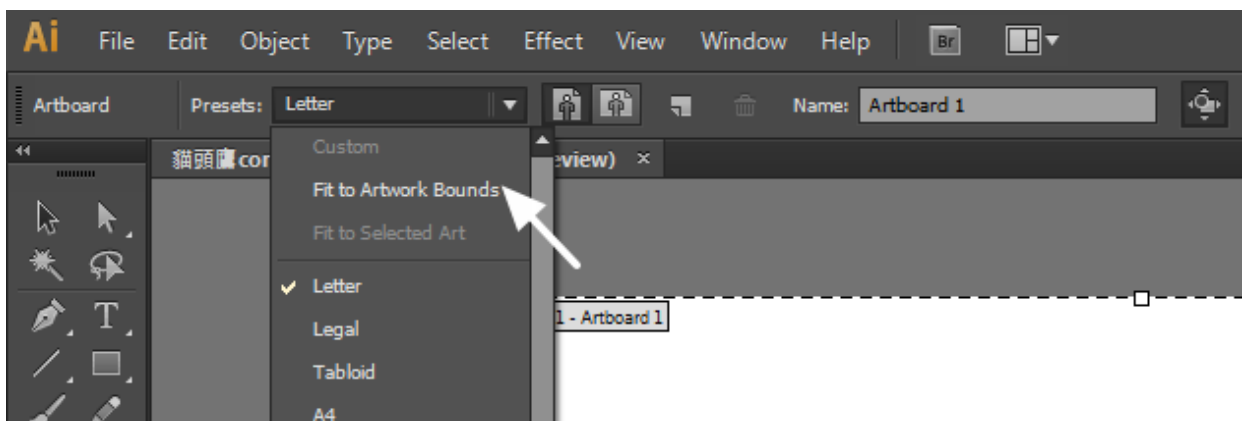 Ai File Edit Object Type Select Effect View Window Help Br
Artboard Presets: Letter Name: Artboard 1
Custom
貓頭鷹cor eview) ×
Fit to Artwork Bounds
Fit to Selected Art
Letter
1 - Artboard 1
Legal
Tabloid
A4